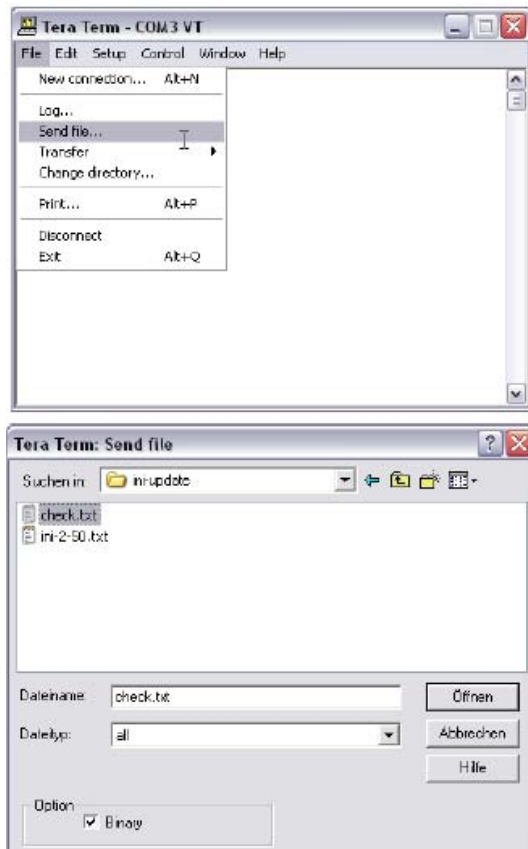 Tera Term - COM3 VT
File Edit Setup Control Window Help
New connection... Alt+N
Log...
Send file...
Transfer
Change directory...
Print... Alt+P
Disconnect
Exit Alt+Q
Tera Term: Send file
Suchen in: ini-update
check.txt
ini-2-50.txt
Dateiname: check.txt Öffnen
Dateityp: all Abbrechen
Hilfe
Option
Binary